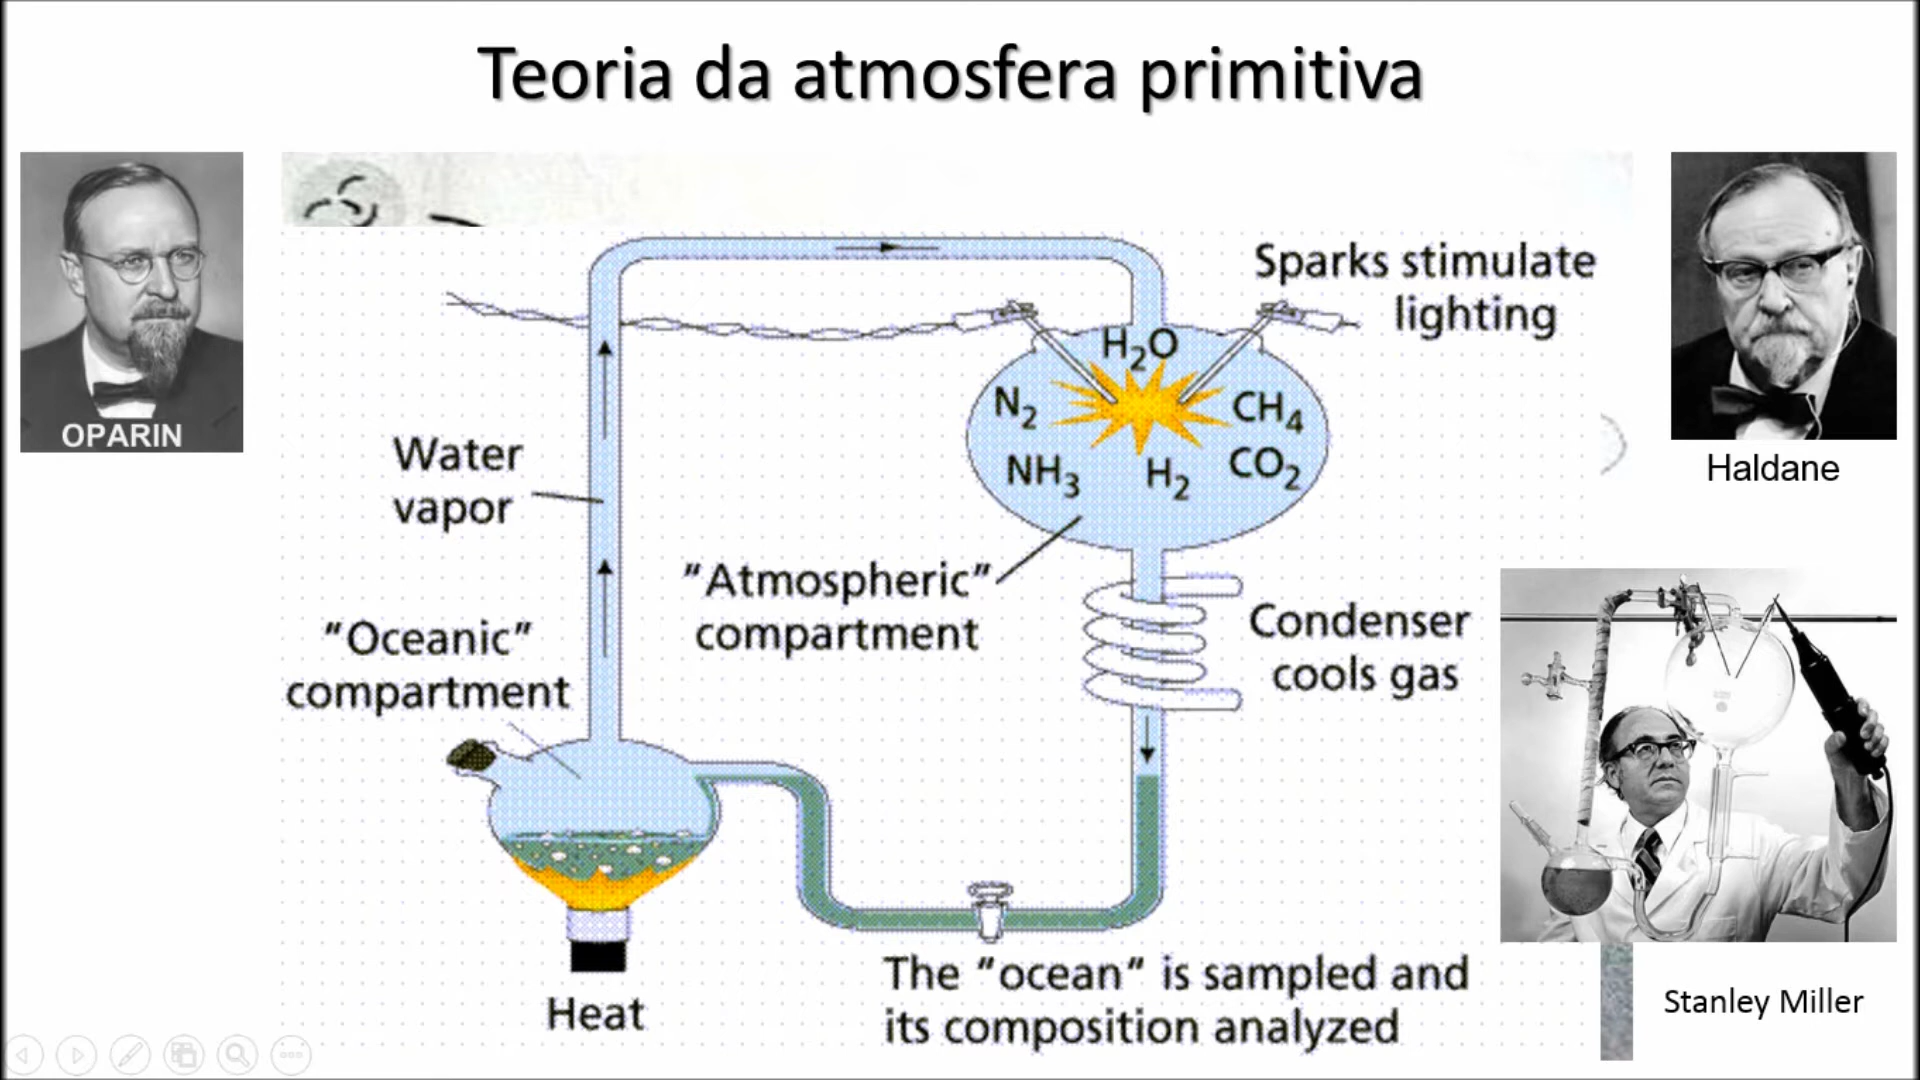 Teoria da atmosfera primitiva
OPARIN
Haldane
Sparks stimulate
lighting
H₂O
N₂
CH₄
NH₃
H₂
CO₂
Water
vapor
"Atmospheric"
compartment
"Oceanic"
compartment
Condenser
cools gas
Heat
The "ocean" is sampled and
its composition analyzed
Stanley Miller